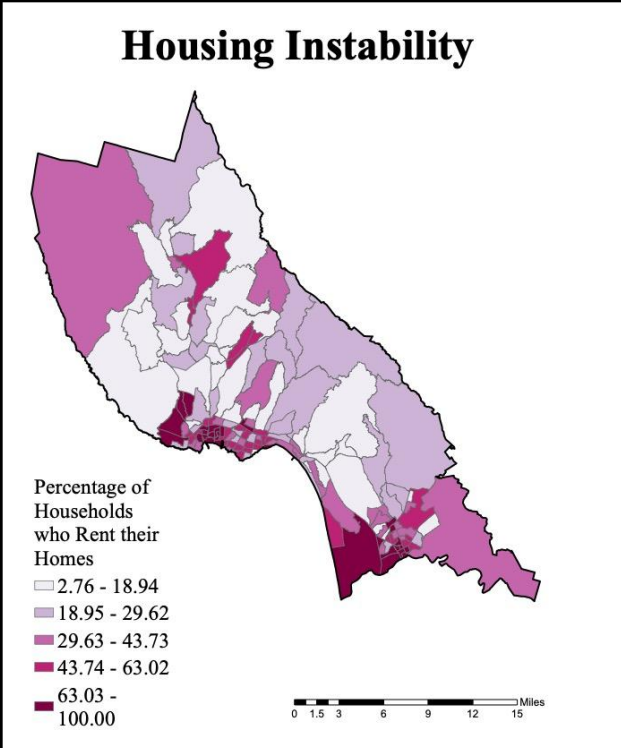 Housing Instability
Percentage of
Households
who Rent their
Homes
2.76 - 18.94
18.95 - 29.62
29.63 - 43.73
43.74 - 63.02
63.03 -
100.00
Miles
0 1.5 3 6 9 12 15